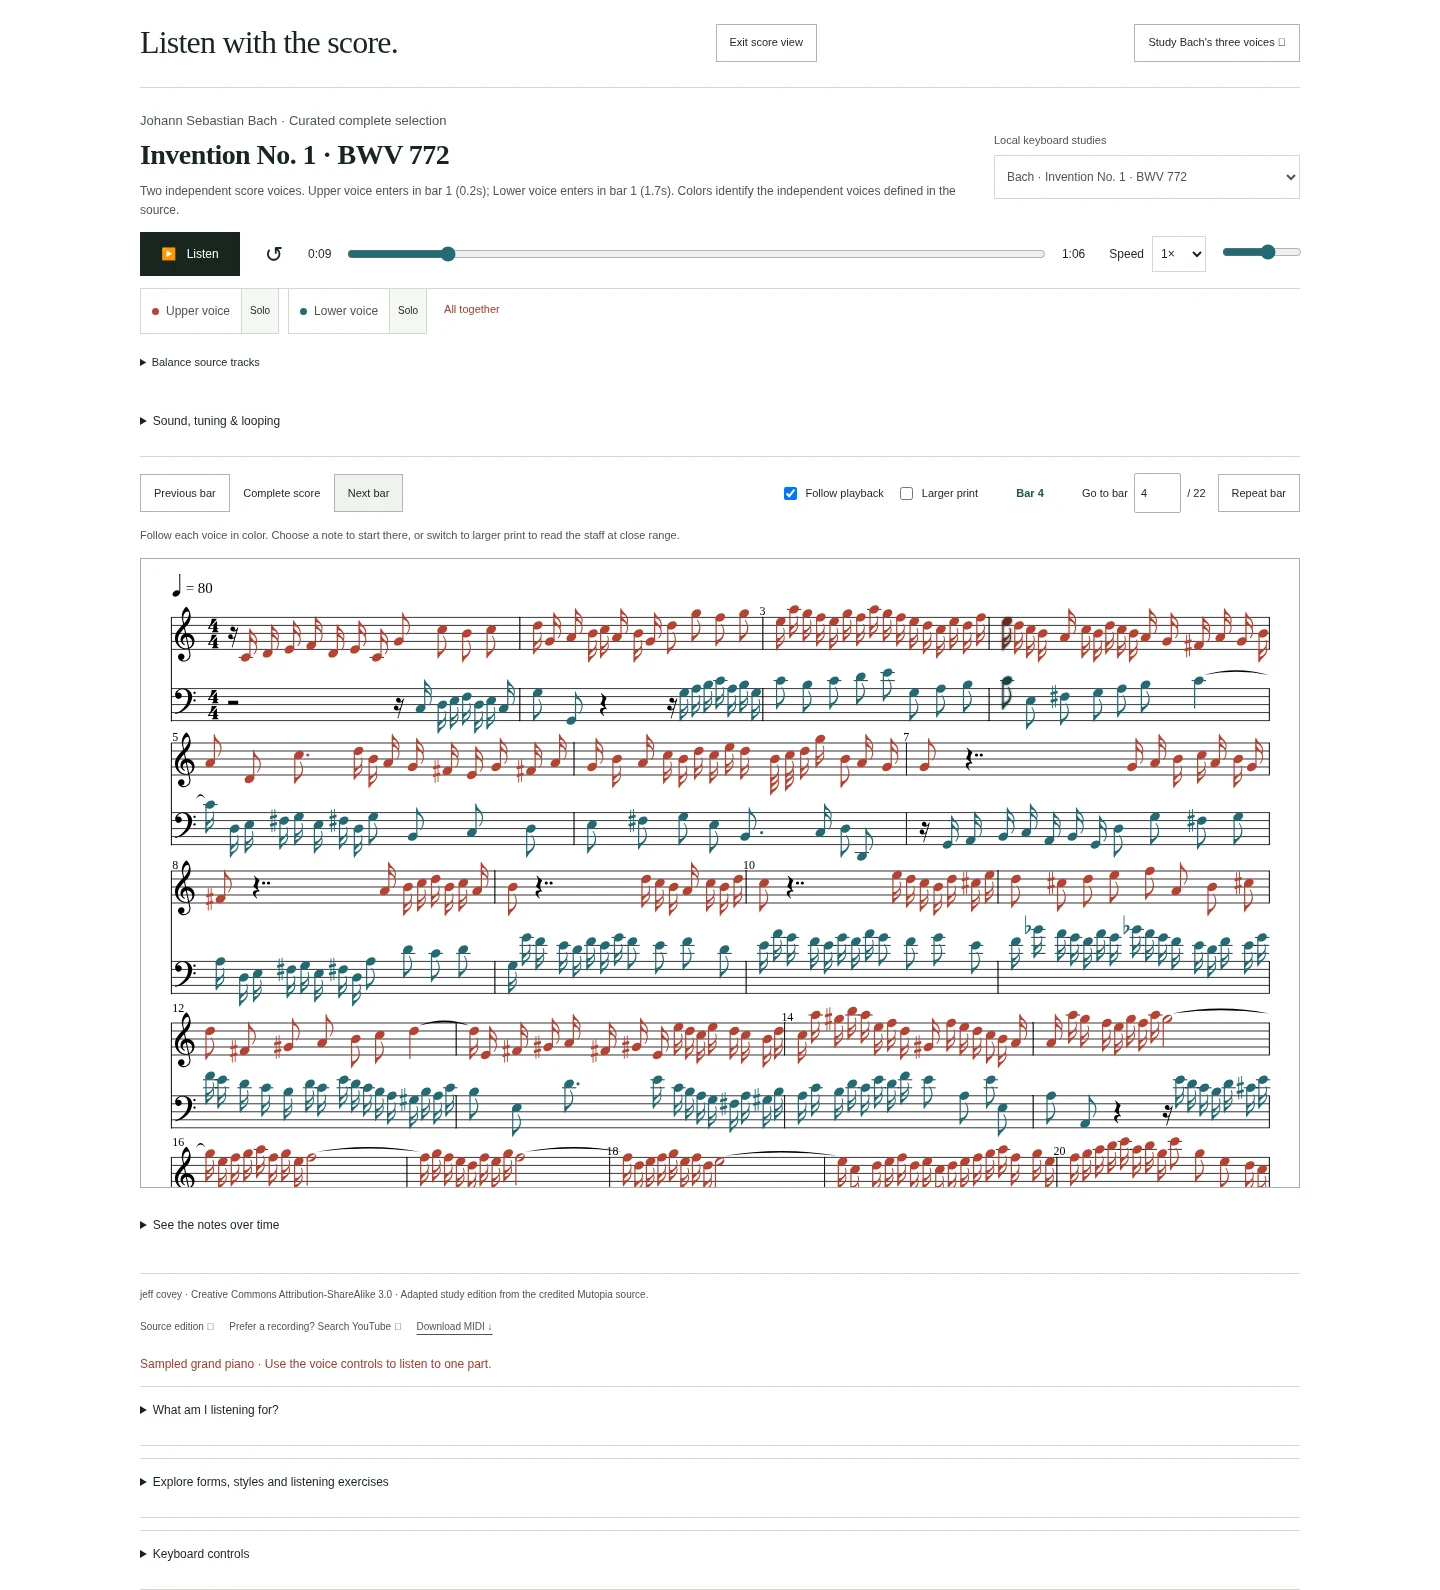 Listen with the score.
Exit score view
Study Bach's three voices
Johann Sebastian Bach · Curated complete selection
Invention No. 1 · BWV 772
Two independent score voices. Upper voice enters in bar 1 (0.2s); Lower voice enters in bar 1 (1.7s). Colors identify the independent voices defined in the
source.
Local keyboard studies
Bach · Invention No. 1 · BWV 772
Listen
0:09
1:06
Speed
1×
Upper voice
Solo
Lower voice
Solo
All together
Balance source tracks
Sound, tuning & looping
Previous bar
Complete score
Next bar
Follow playback
Larger print
Bar 4
Go to bar
4
/ 22
Repeat bar
Follow each voice in color. Choose a note to start there, or switch to larger print to read the staff at close range.
= 80
3
5
7
8
10
12
14
16
18
20
See the notes over time
jeff covey · Creative Commons Attribution-ShareAlike 3.0 · Adapted study edition from the credited Mutopia source.
Source edition
Prefer a recording? Search YouTube
Download MIDI ↓
Sampled grand piano · Use the voice controls to listen to one part.
What am I listening for?
Explore forms, styles and listening exercises
Keyboard controls